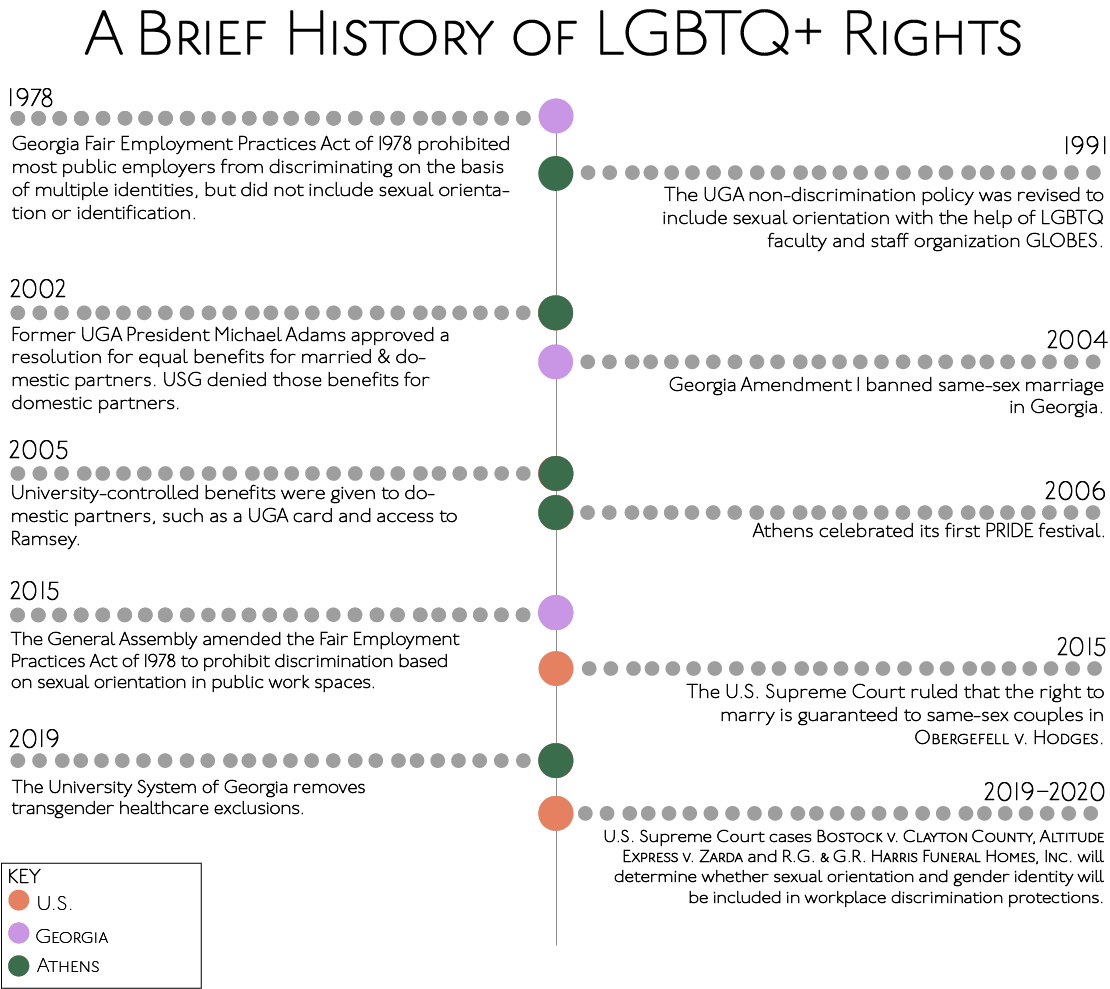 A Brief History of LGBTQ+ Rights
1978
Georgia Fair Employment Practices Act of 1978 prohibited
most public employers from discriminating on the basis
of multiple identities, but did not include sexual orienta-
tion or identification.
1991
The UGA non-discrimination policy was revised to
include sexual orientation with the help of LGBTQ
faculty and staff organization GLOBES.
2002
Former UGA President Michael Adams approved a
resolution for equal benefits for married & do-
mestic partners. USG denied those benefits for
domestic partners.
2004
Georgia Amendment I banned same-sex marriage
in Georgia.
2005
University-controlled benefits were given to do-
mestic partners, such as a UGA card and access to
Ramsey.
2006
Athens celebrated its first PRIDE festival.
2015
The General Assembly amended the Fair Employment
Practices Act of 1978 to prohibit discrimination based
on sexual orientation in public work spaces.
2015
The U.S. Supreme Court ruled that the right to
marry is guaranteed to same-sex couples in
Obergefell v. Hodges.
2019
The University System of Georgia removes
transgender healthcare exclusions.
2019-2020
U.S. Supreme Court cases Bostock v. Clayton County, Altitude
Express v. Zarda and R.G. & G.R. Harris Funeral Homes, Inc. will
determine whether sexual orientation and gender identity will
be included in workplace discrimination protections.
KEY
U.S.
Georgia
Athens